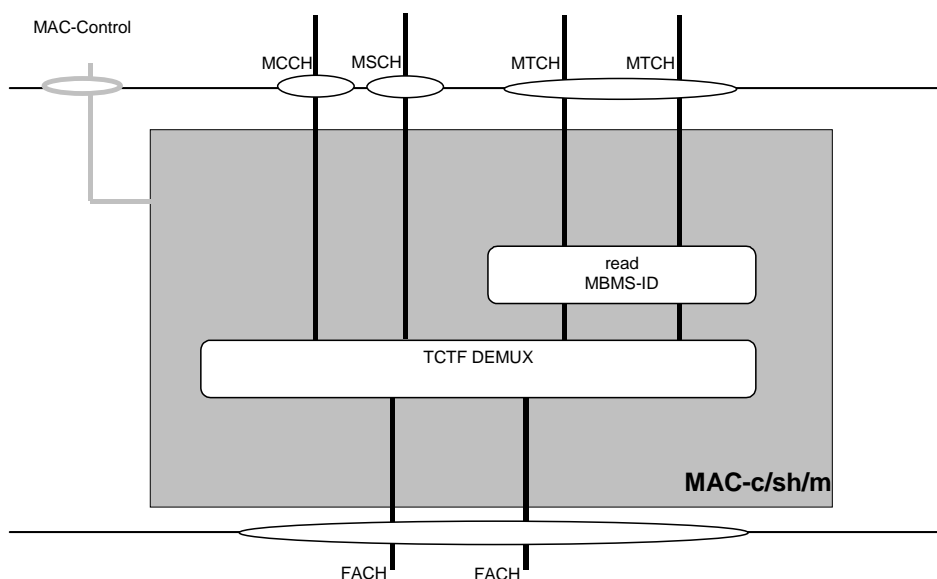 MAC-Control
MCCH
MSCH
MTCH
MTCH
read
MBMS-ID
TCTF DEMUX
MAC-c/sh/m
FACH
FACH